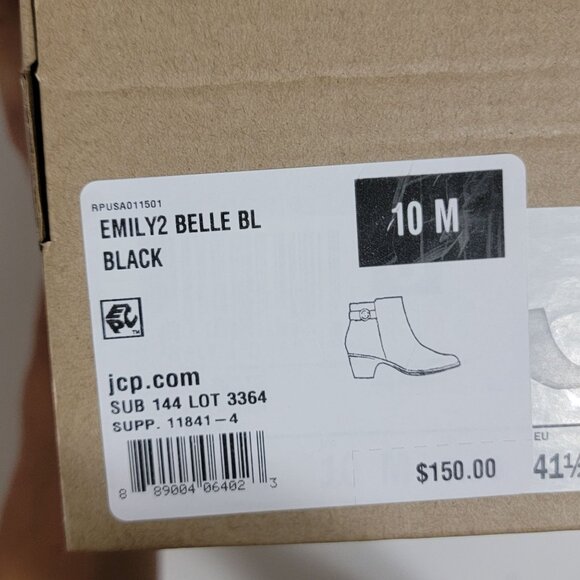 RPUSA011501
EMILY2 BELLE BL
BLACK
10 M
jcp.com
SUB 144 LOT 3364
SUPP. 11841-4
8 89004 06402 3
$150.00
EU
41½